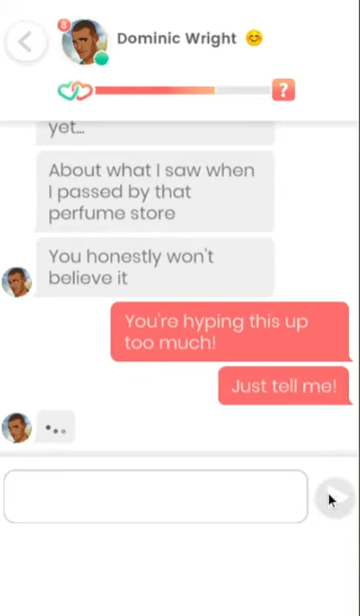 8
Dominic Wright 😊
?
yet...
About what I saw when
I passed by that
perfume store
You honestly won't
believe it
You're hyping this up
too much!
Just tell me!